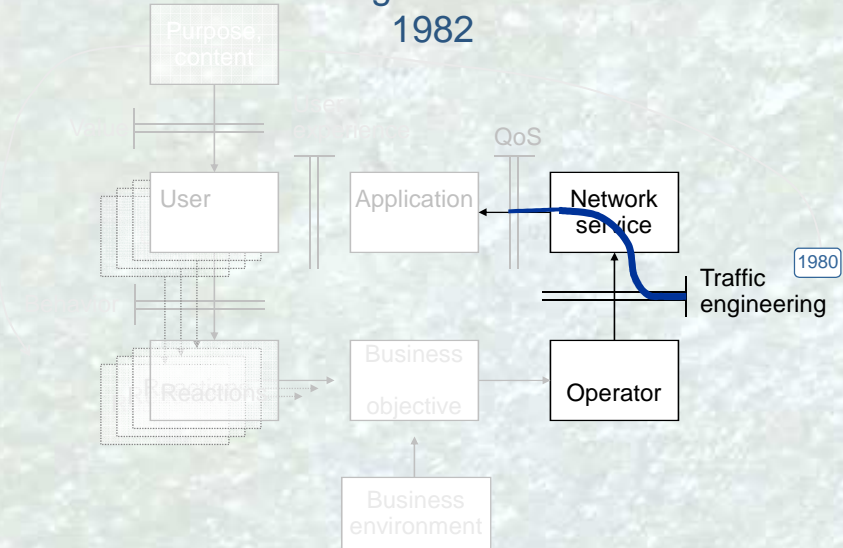 1982
Purpose,
content
QoS
User
Application
Network
service
1980
Traffic
engineering
Reactions
Business
objective
Operator
Business
environment